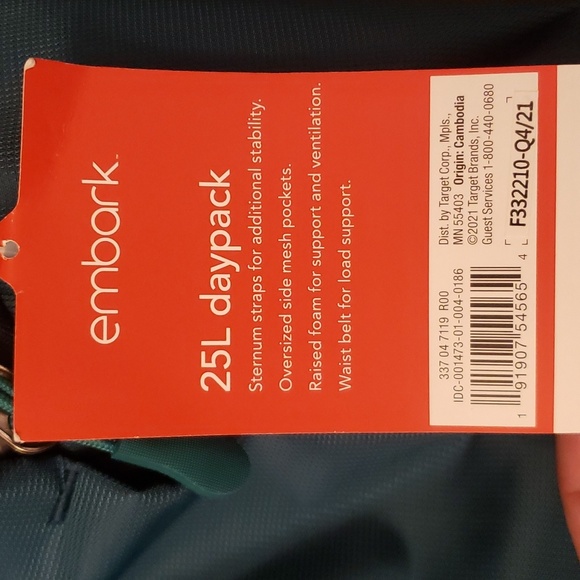 embark™
25L daypack
Sternum straps for additional stability.
Oversized side mesh pockets.
Raised foam for support and ventilation.
Waist belt for load support.
Dist. by Target Corp., Mpls.,
MN 55403 Origin: Cambodia
©2021 Target Brands, Inc.
Guest Services 1-800-440-0680
F332210-Q4/21
337 04 7119 R00
IDC-001473-01-004-0186
1 91907 54565 4